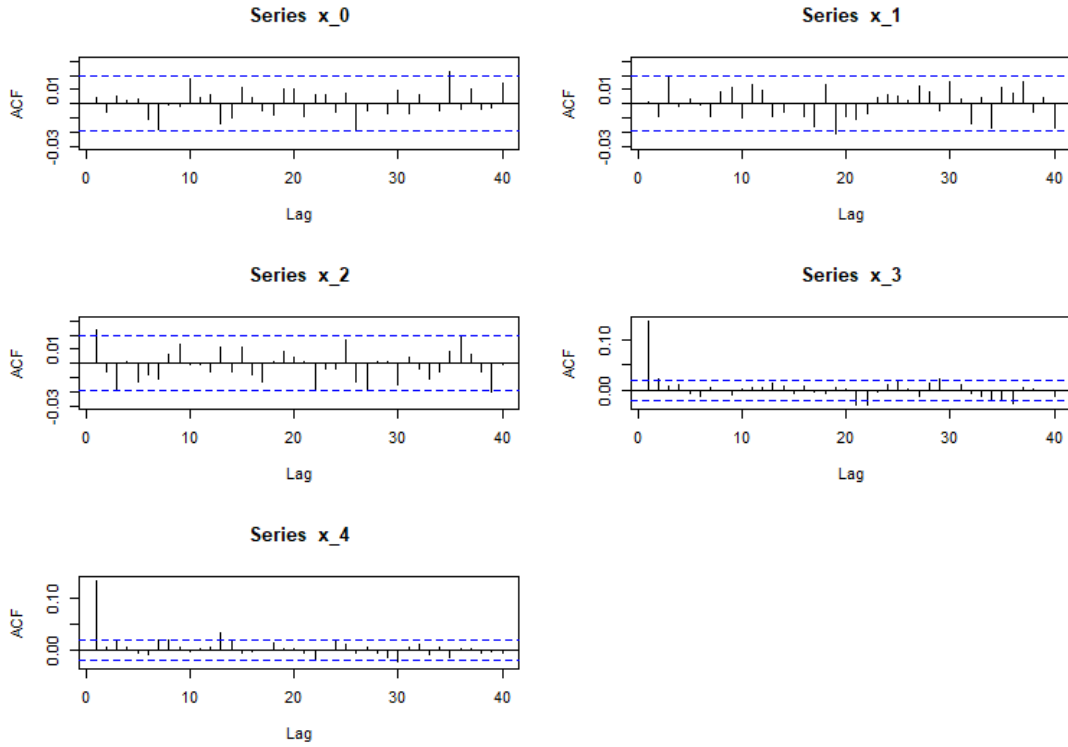 Series x_0
ACF
0.01
-0.03
0 10 20 30 40
Lag
Series x_1
ACF
0.01
-0.03
0 10 20 30 40
Lag
Series x_2
ACF
0.01
-0.03
0 10 20 30 40
Lag
Series x_3
ACF
0.10
0.00
0 10 20 30 40
Lag
Series x_4
ACF
0.10
0.00
0 10 20 30 40
Lag